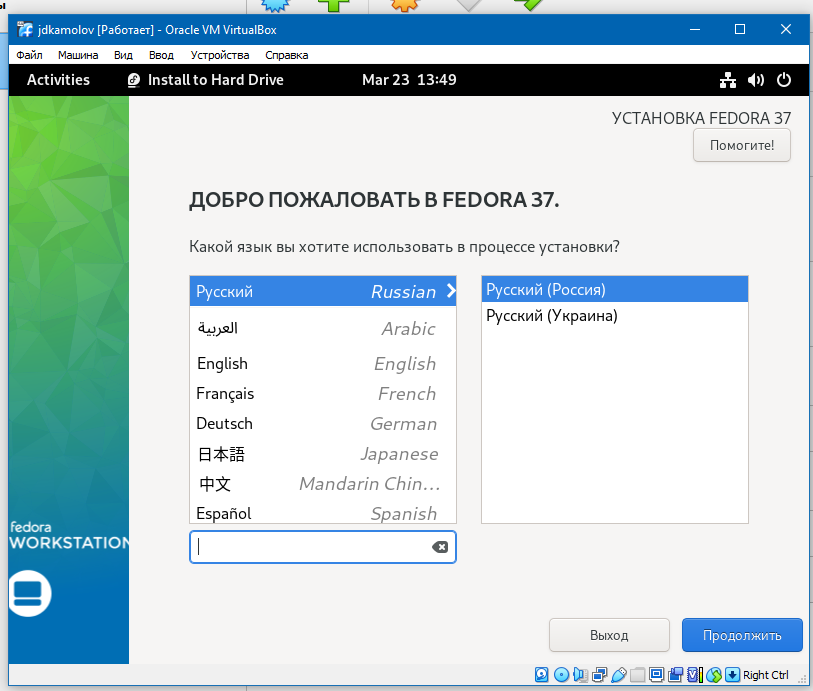 ы
jdkamolov [Работает] - Oracle VM VirtualBox
Файл Машина Вид Ввод Устройства Справка
Activities Install to Hard Drive Mar 23 13:49
УСТАНОВКА FEDORA 37
Помогите!
ДОБРО ПОЖАЛОВАТЬ В FEDORA 37.
Какой язык вы хотите использовать в процессе установки?
Русский Russian
العربية Arabic
English English
Français French
Deutsch German
日本語 Japanese
中文 Mandarin Chin…
Español Spanish
Русский (Россия)
Русский (Украина)
fedora
WORKSTATION
Выход Продолжить
Right Ctrl